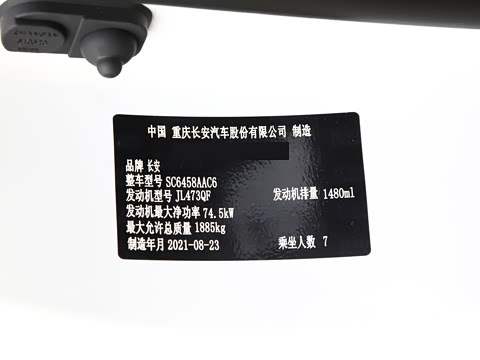 中国 重庆长安汽车股份有限公司 制造
品牌 长安
整车型号 SC6458AAC6
发动机型号 JL473QF 发动机排量 1480ml
发动机最大净功率 74.5kW
最大允许总质量 1885kg
制造年月 2021-08-23 乘坐人数 7